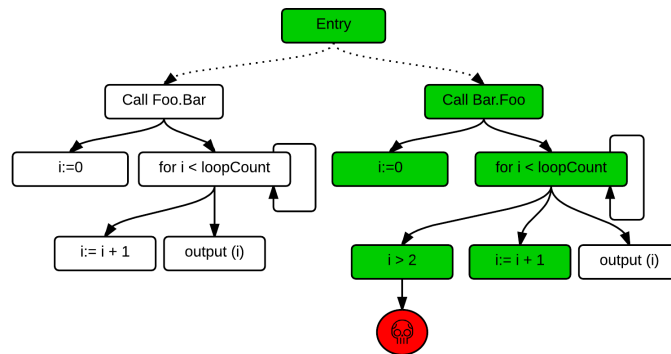 Entry
Call Foo.Bar
Call Bar.Foo
i:=0
for i < loopCount
i:=0
for i < loopCount
i:= i + 1
output (i)
i > 2
i:= i + 1
output (i)